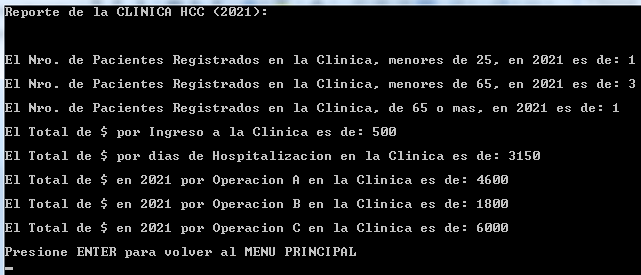 Reporte de la CLINICA HCC (2021):
El Nro. de Pacientes Registrados en la Clinica, menores de 25, en 2021 es de: 1
El Nro. de Pacientes Registrados en la Clinica, menores de 65, en 2021 es de: 3
El Nro. de Pacientes Registrados en la Clinica, de 65 o mas, en 2021 es de: 1
El Total de $ por Ingreso a la Clinica es de: 500
El Total de $ por dias de Hospitalizacion en la Clinica es de: 3150
El Total de $ en 2021 por Operacion A en la Clinica es de: 4600
El Total de $ en 2021 por Operacion B en la Clinica es de: 1800
El Total de $ en 2021 por Operacion C en la Clinica es de: 6000
Presione ENTER para volver al MENU PRINCIPAL